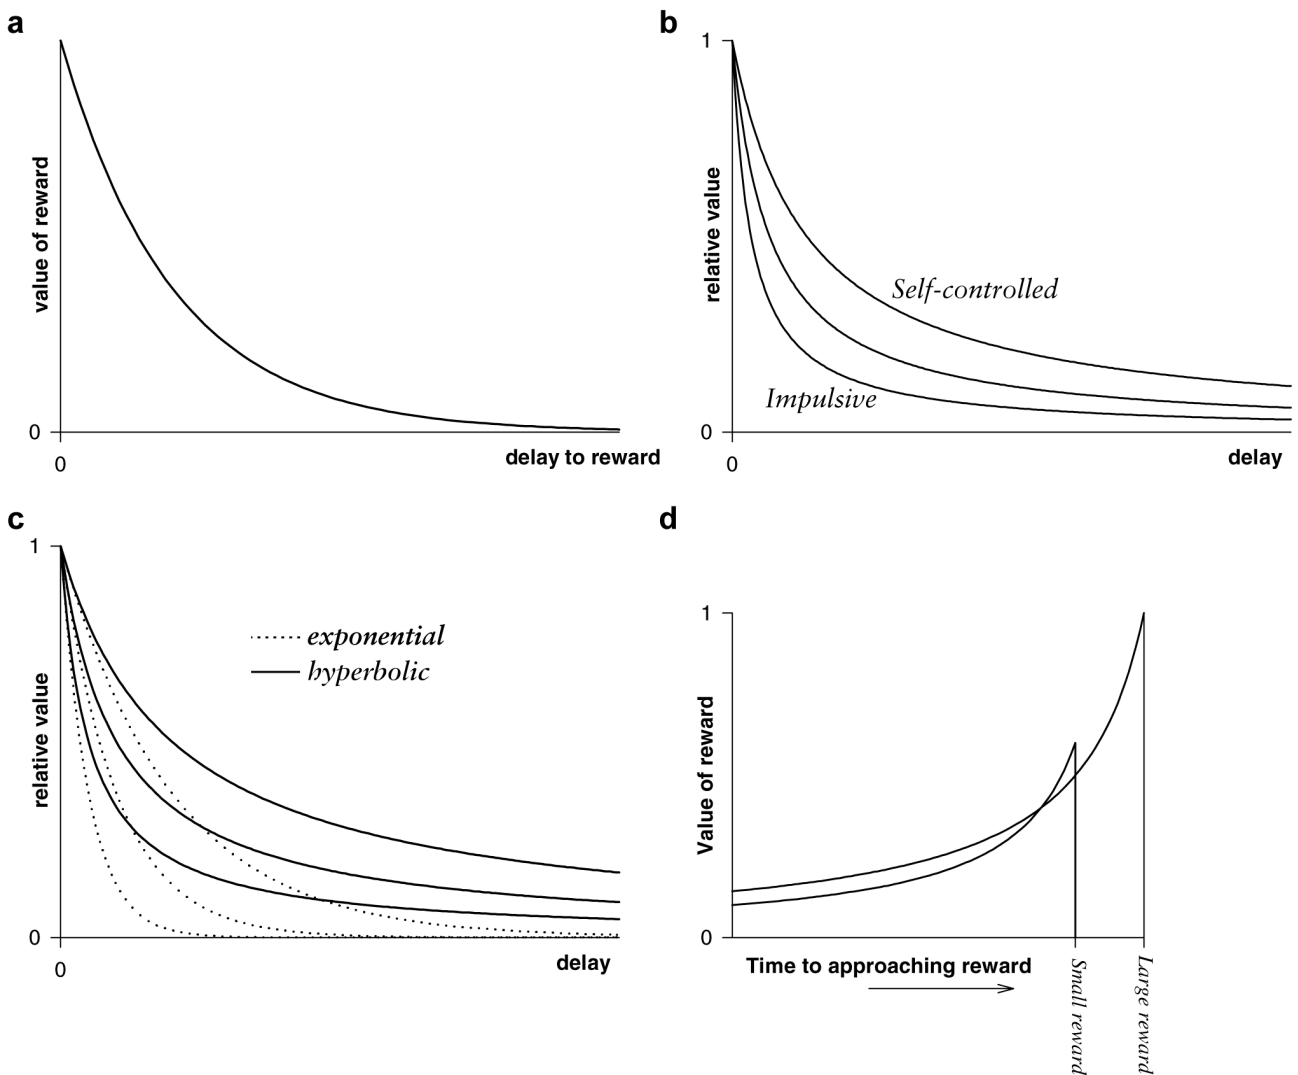 a
value of reward
0
0
delay to reward
b
1
relative value
Self-controlled
Impulsive
0
0
delay
c
1
exponential
hyperbolic
relative value
0
0
delay
d
1
Value of reward
0
Time to approaching reward
Small reward
Large reward